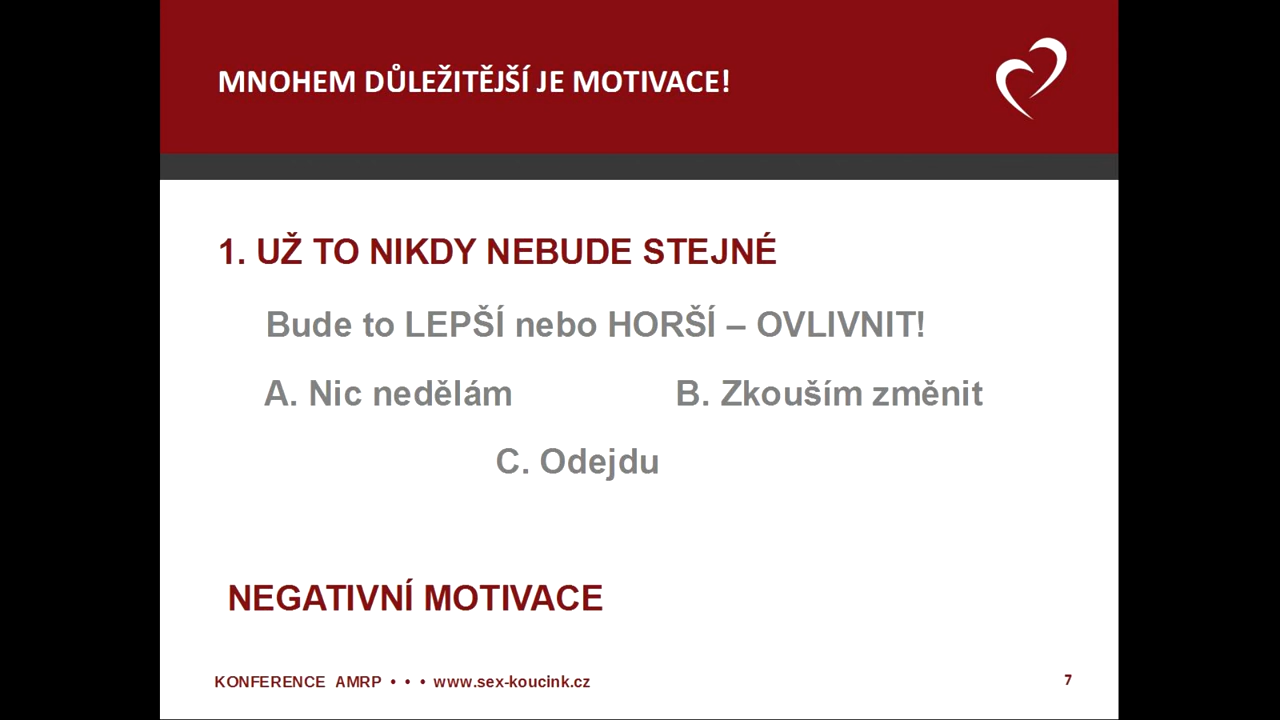 MNOHEM DŮLEŽITĚJŠÍ JE MOTIVACE!
1. UŽ TO NIKDY NEBUDE STEJNÉ
Bude to LEPŠÍ nebo HORŠÍ – OVLIVNIT!
A. Nic nedělám B. Zkouším změnit
C. Odejdu
NEGATIVNÍ MOTIVACE
KONFERENCE AMRP • • • www.sex-koucink.cz 7